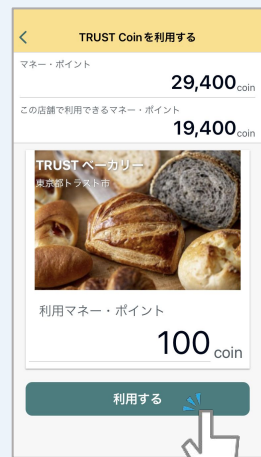 TRUST Coinを利用する
マネー・ポイント
29,400coin
この店舗で利用できるマネー・ポイント
19,400coin
TRUST ベーカリー
東京都トラスト市
利用マネー・ポイント
100 coin
利用する